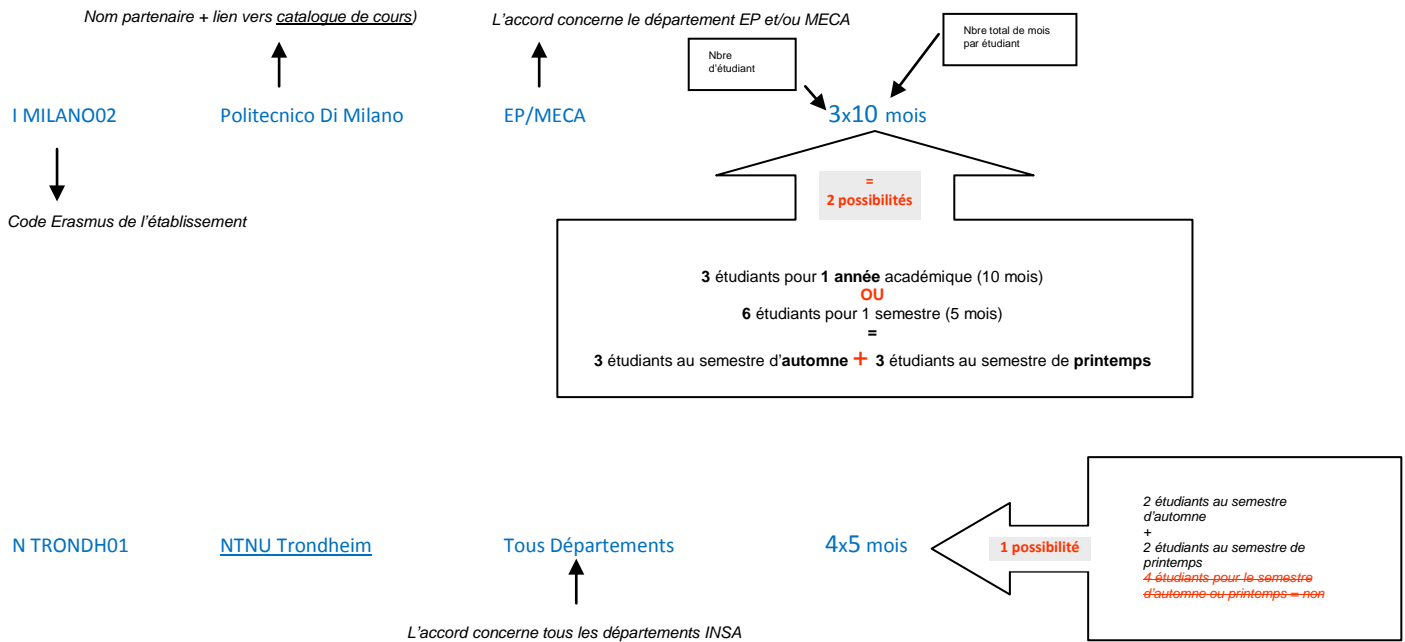 Nom partenaire + lien vers catalogue de cours)
L'accord concerne le département EP et/ou MECA
Nbre
d'étudiant
Nbre total de mois
par étudiant
I MILANO02
Politecnico Di Milano
EP/MECA
3x10 mois
Code Erasmus de l'établissement
=
2 possibilités
3 étudiants pour 1 année académique (10 mois)
OU
6 étudiants pour 1 semestre (5 mois)
=
3 étudiants au semestre d'automne + 3 étudiants au semestre de printemps
N TRONDH01
NTNU Trondheim
Tous Départements
4x5 mois
1 possibilité
2 étudiants au semestre
d'automne
+
2 étudiants au semestre de
printemps
4 étudiants pour le semestre
d'automne ou printemps = non
L'accord concerne tous les départements INSA